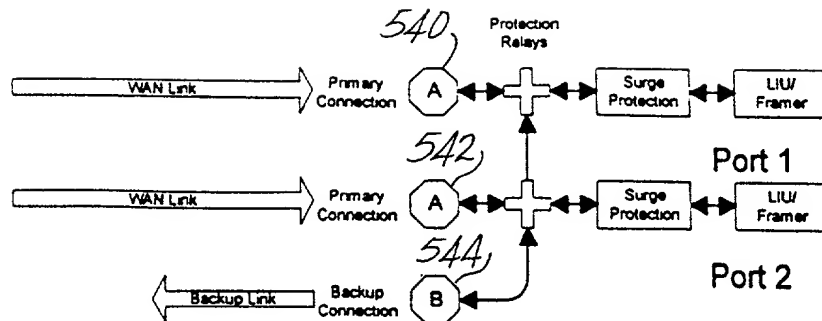 540
Protection
Relays
WAN Link
Primary
Connection
A
Surge
Protection
LIU/
Framer
Port 1
542
WAN Link
Primary
Connection
A
Surge
Protection
LIU/
Framer
Port 2
544
Backup Link
Backup
Connection
B